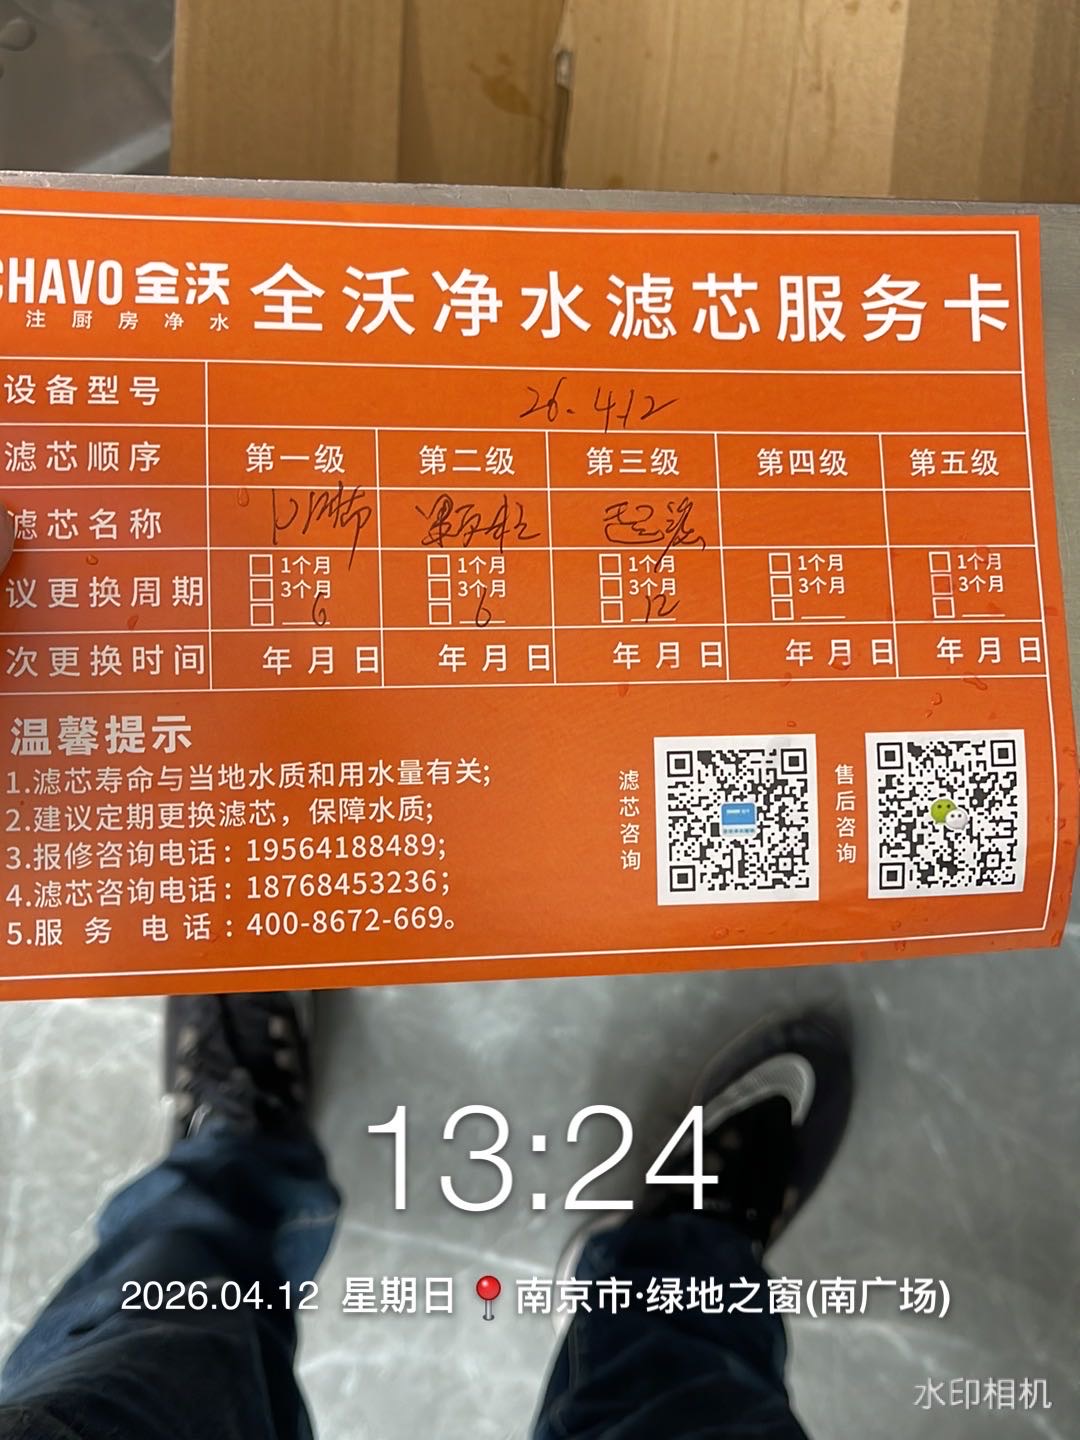 CHAVO 全沃
注厨房净水
全沃净水滤芯服务卡
设备型号 26.4.12
滤芯顺序 第一级 第二级 第三级 第四级 第五级
滤芯名称 PP棉 颗粒 超滤
议更换周期 1个月 1个月 1个月 1个月 1个月
3个月 3个月 3个月 3个月 3个月
6 6 12
次更换时间 年月日 年月日 年月日 年月日 年月日
温馨提示
1.滤芯寿命与当地水质和用水量有关;
2.建议定期更换滤芯，保障水质;
3.报修咨询电话：19564188489;
4.滤芯咨询电话：18768453236;
5.服务电话：400-8672-669。
滤芯咨询
售后咨询
13:24
2026.04.12 星期日 南京市·绿地之窗(南广场)
水印相机